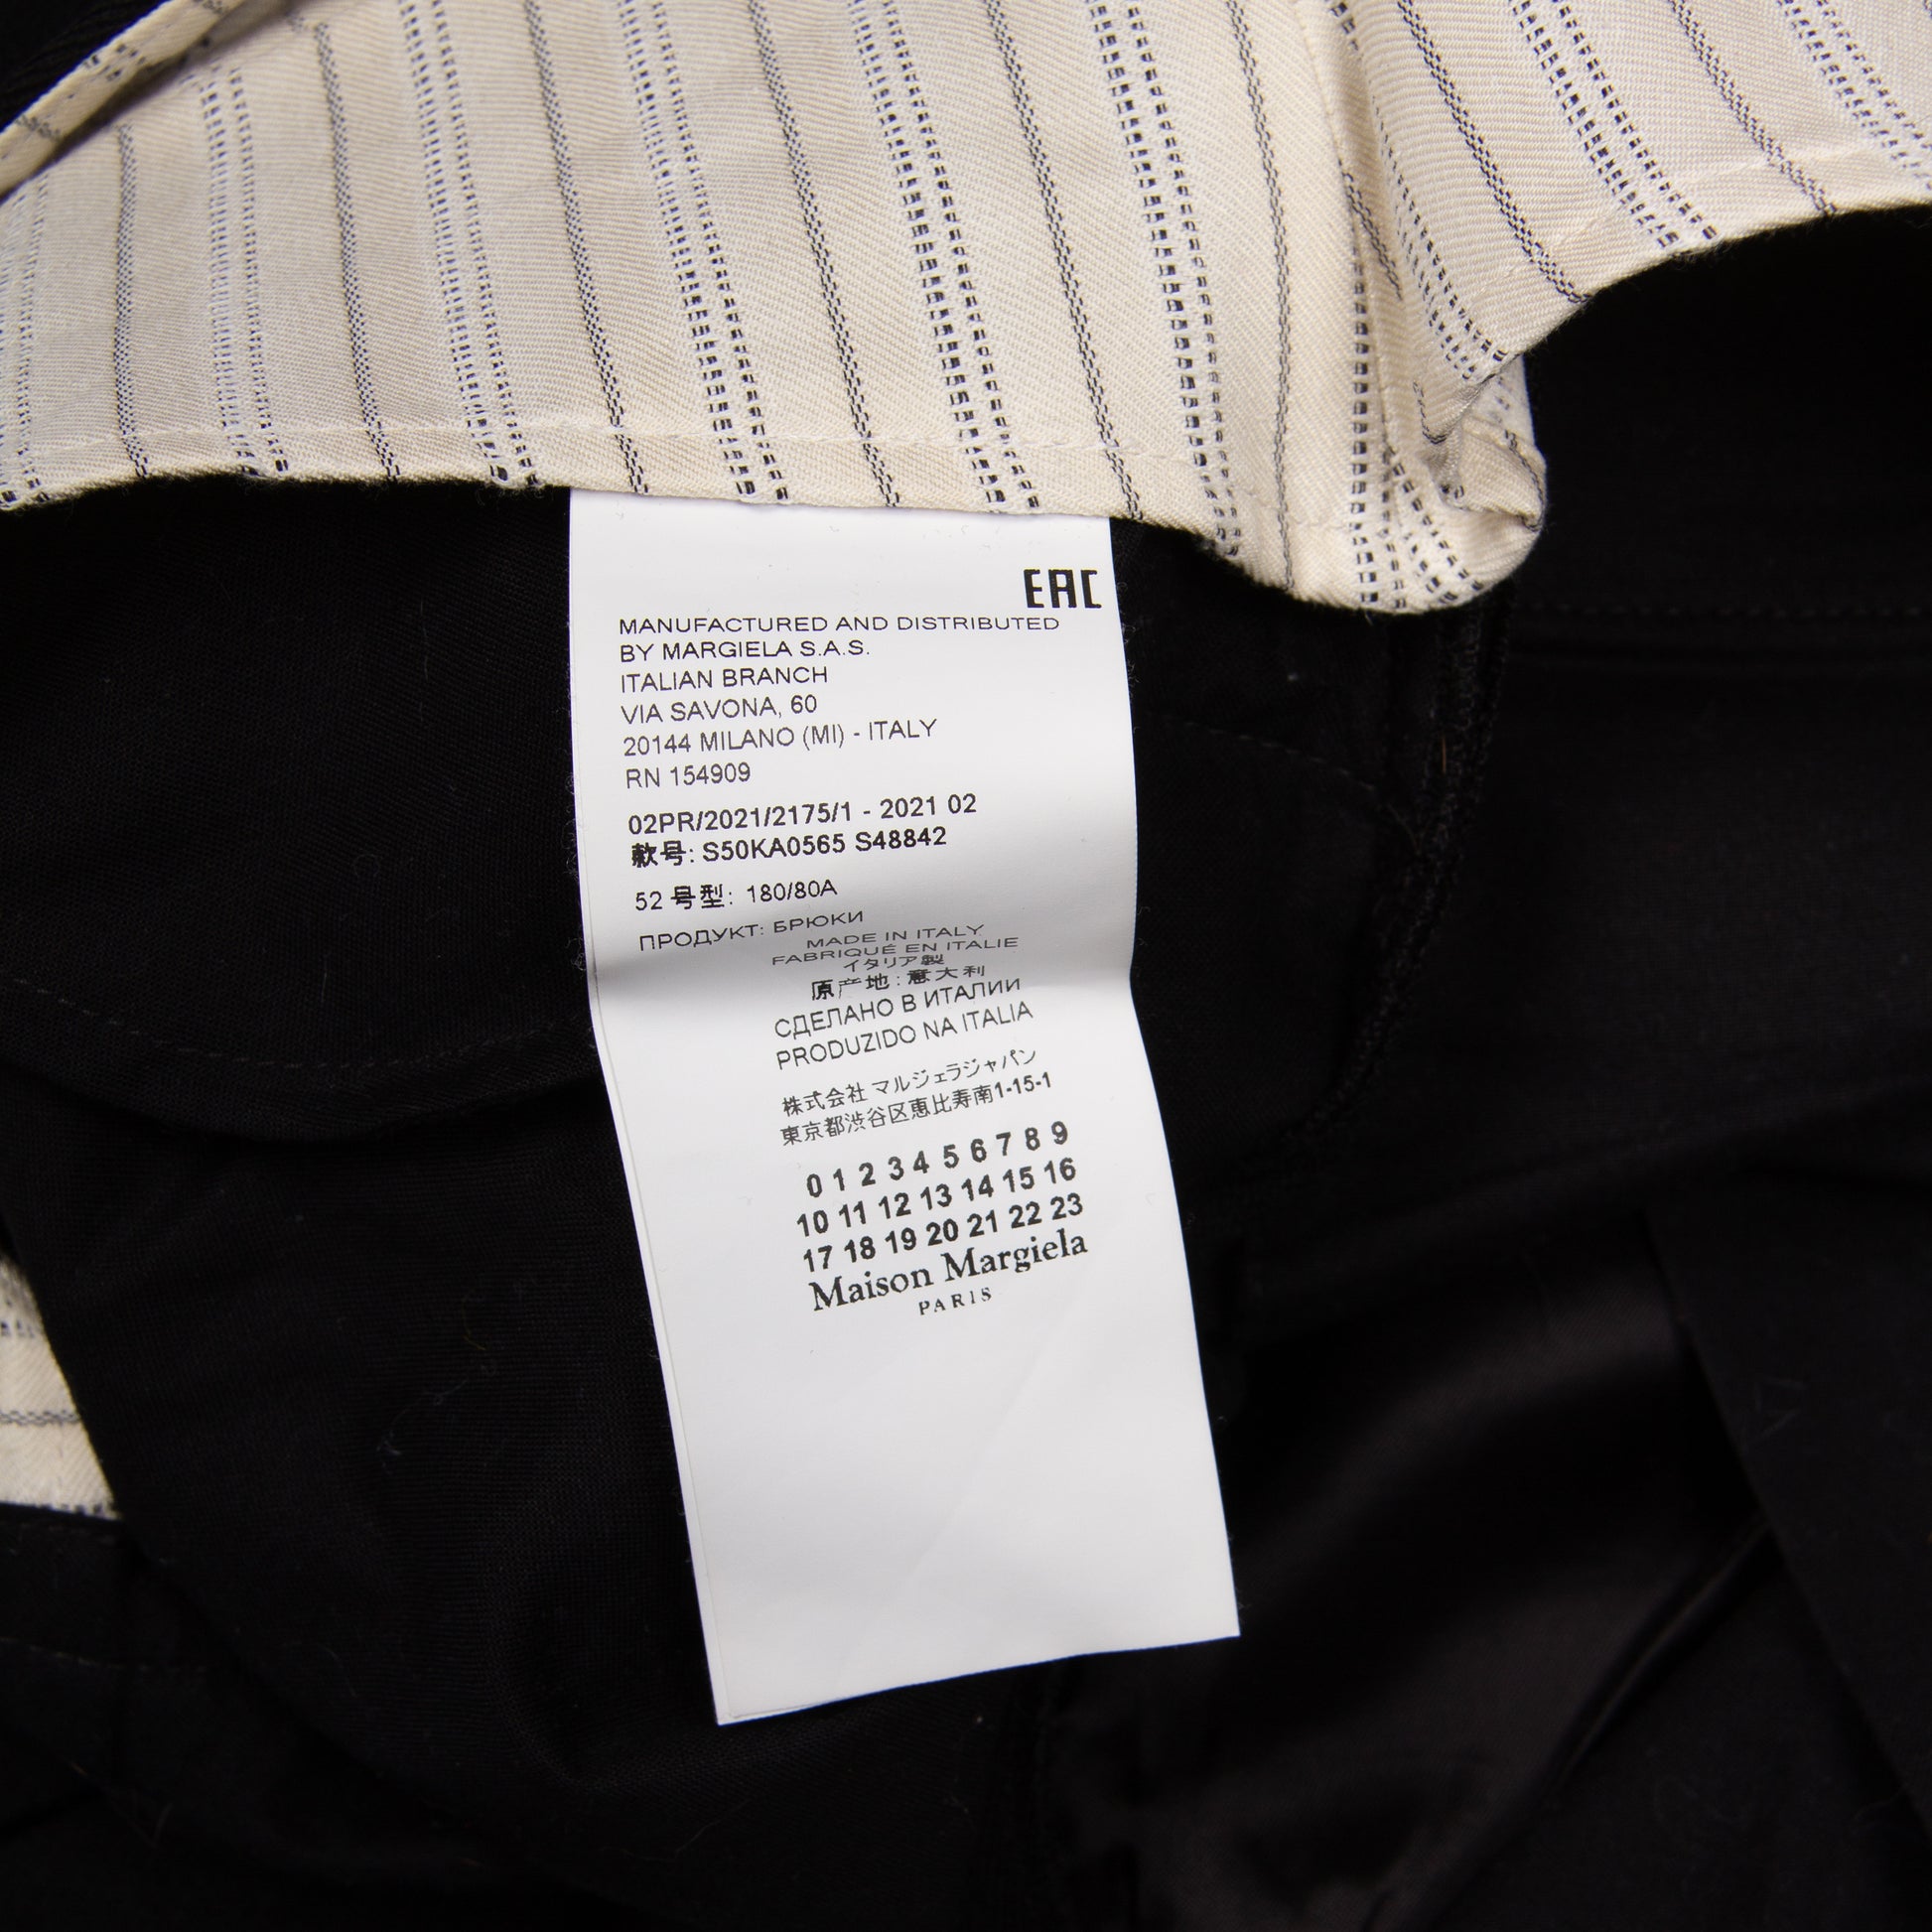 EAC
MANUFACTURED AND DISTRIBUTED
BY MARGIELA S.A.S.
ITALIAN BRANCH
VIA SAVONA, 60
20144 MILANO (MI) - ITALY
RN 154909
02PR/2021/2175/1 - 2021 02
款号: S50KA0565 S48842
52 号型: 180/80A
ПРОДУКТ: БРЮКИ
MADE IN ITALY
FABRIQUÉ EN ITALIE
イタリア製
原产地: 意大利
СДЕЛАНО В ИТАЛИИ
PRODUZIDO NA ITALIA
株式会社 マルジェラジャパン
東京都渋谷区恵比寿南1-15-1
0 1 2 3 4 5 6 7 8 9
10 11 12 13 14 15 16
17 18 19 20 21 22 23
Maison Margiela
PARIS